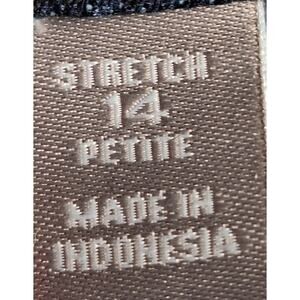 STRETCH
14
PETITE
MADE IN
INDONESIA